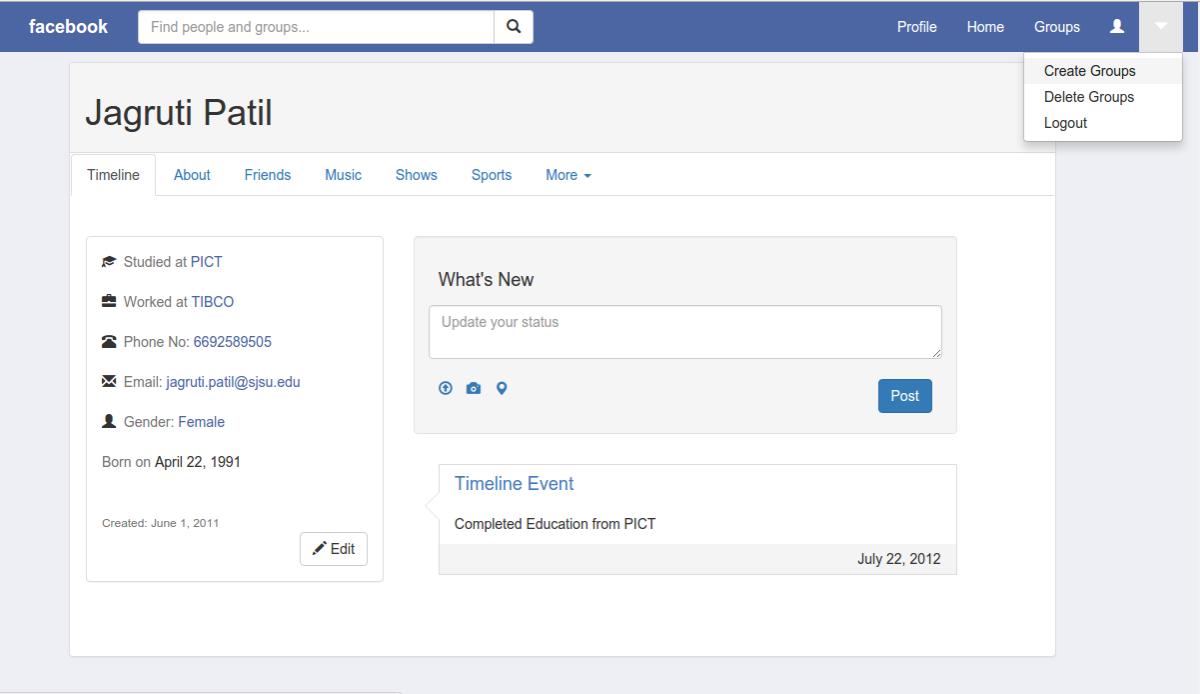 facebook
Find people and groups...
Profile Home Groups
Create Groups
Delete Groups
Logout
Jagruti Patil
Timeline About Friends Music Shows Sports More
Studied at PICT
Worked at TIBCO
Phone No: 6692589505
Email: jagruti.patil@sjsu.edu
Gender: Female
Born on April 22, 1991
Created: June 1, 2011
Edit
What's New
Update your status
Post
Timeline Event
Completed Education from PICT
July 22, 2012